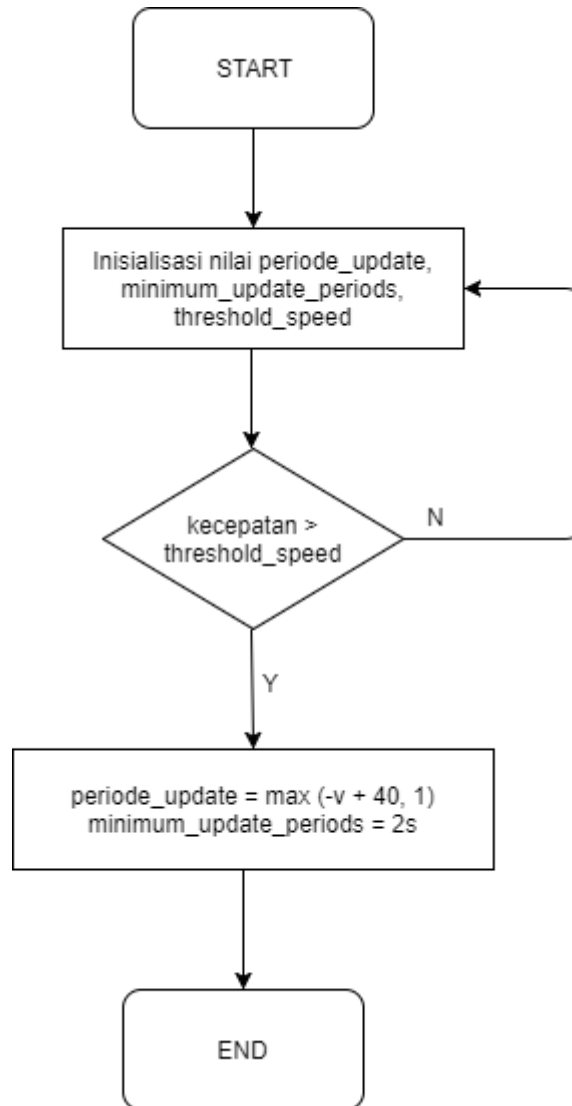 START
Inisialisasi nilai periode_update,
minimum_update_periods,
threshold_speed
kecepatan >
threshold_speed
N
Y
periode_update = max (-v + 40, 1)
minimum_update_periods = 2s
END